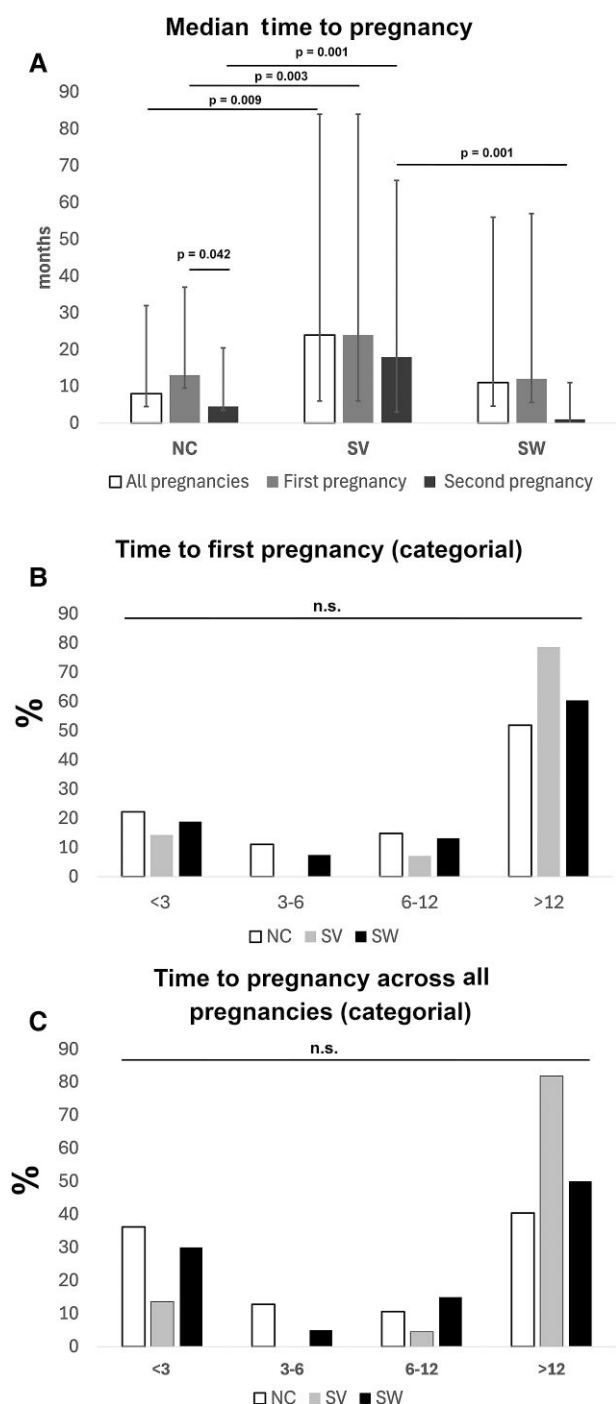 Median time to pregnancy
A
p = 0.001
p = 0.003
p = 0.009
p = 0.001
p = 0.042
months
90
80
70
60
50
40
30
20
10
0
NC SV SW
All pregnancies First pregnancy Second pregnancy
Time to first pregnancy (categorial)
B
n.s.
%
90
80
70
60
50
40
30
20
10
0
<3 3-6 6-12 >12
NC SV SW
Time to pregnancy across all
pregnancies (categorial)
C
n.s.
%
90
80
70
60
50
40
30
20
10
0
<3 3-6 6-12 >12
NC SV SW